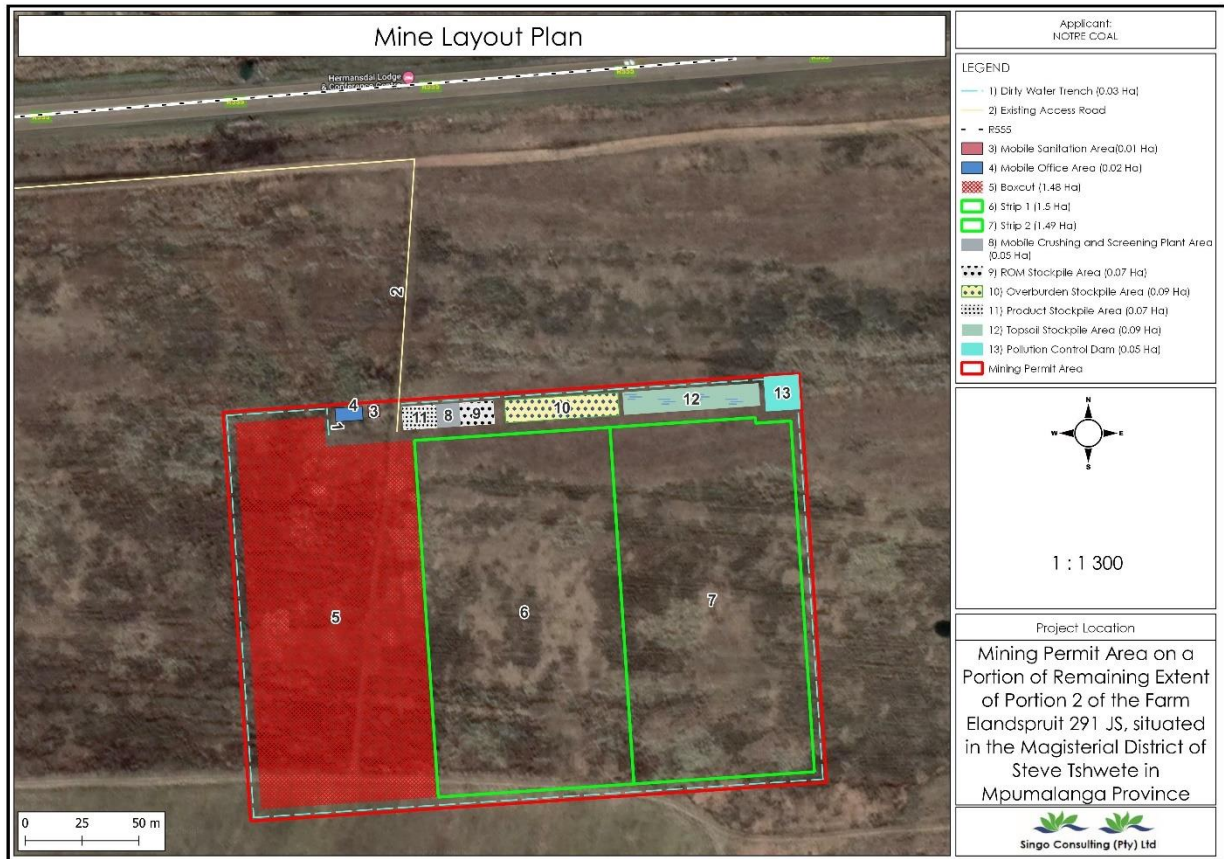 Mine Layout Plan
Hermansdal Lodge
& Conference Centre
R555
R555
R555
R555
R555
2
4
3
1
11
8
9
10
12
13
5
6
7
0 25 50 m
Applicant:
NOTRE COAL
LEGEND
1) Dirty Water Trench (0.03 Ha)
2) Existing Access Road
R555
3) Mobile Sanitation Area(0.01 Ha)
4) Mobile Office Area (0.02 Ha)
5) Boxcut (1.48 Ha)
6) Strip 1 (1.5 Ha)
7) Strip 2 (1.49 Ha)
8) Mobile Crushing and Screening Plant Area
(0.05 Ha)
9) ROM Stockpile Area (0.07 Ha)
10) Overburden Stockpile Area (0.09 Ha)
11) Product Stockpile Area (0.07 Ha)
12) Topsoil Stockpile Area (0.09 Ha)
13) Pollution Control Dam (0.05 Ha)
Mining Permit Area
N
W E
S
1 : 1 300
Project Location
Mining Permit Area on a
Portion of Remaining Extent
of Portion 2 of the Farm
Elandspruit 291 JS, situated
in the Magisterial District of
Steve Tshwete in
Mpumalanga Province
Singo Consulting (Pty) Ltd